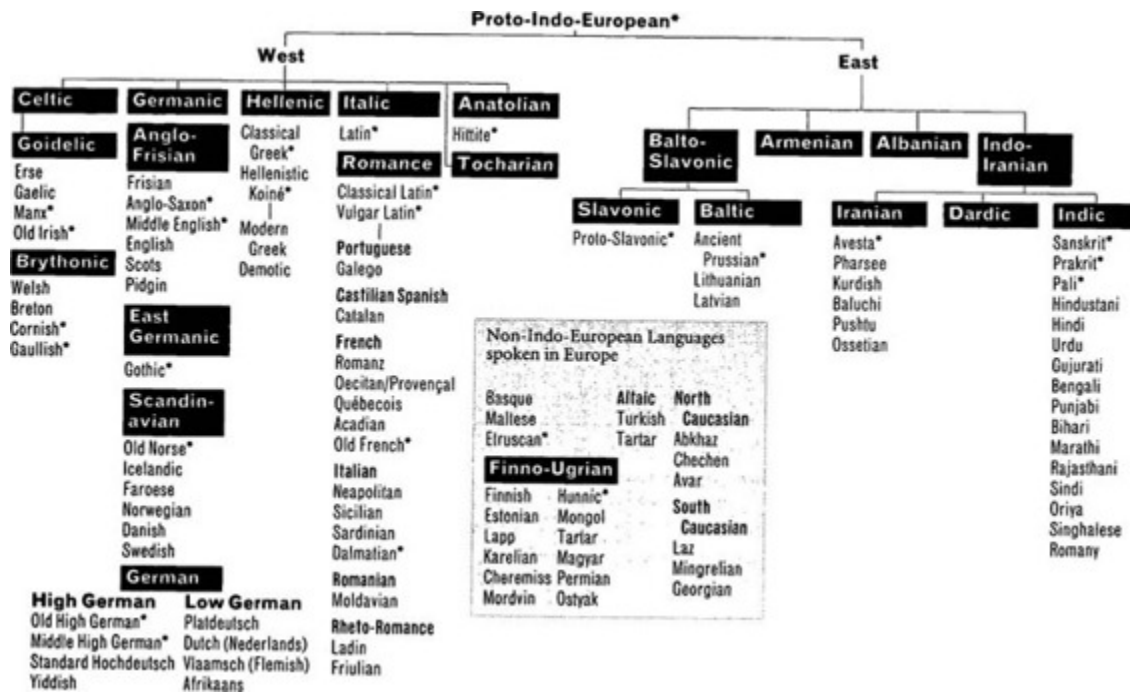 Proto-Indo-European*
West
East
Celtic
Goidelic
Erse
Gaelic
Manx*
Old Irish*
Brythonic
Welsh
Breton
Cornish*
Gaullish*
Germanic
Anglo-
Frisian
Frisian
Anglo-Saxon*
Middle English*
English
Scots
Pidgin
East
Germanic
Gothic*
Scandin-
avian
Old Norse*
Icelandic
Faroese
Norwegian
Danish
Swedish
German
High German
Old High German*
Middle High German*
Standard Hochdeutsch
Yiddish
Low German
Platdeutsch
Dutch (Nederlands)
Vlaamsch (Flemish)
Afrikaans
Hellenic
Classical
Greek*
Hellenistic
Koiné*
Modern
Greek
Demotic
Italic
Latin*
Romance
Classical Latin*
Vulgar Latin*
Portuguese
Galego
Castilian Spanish
Catalan
French
Romanz
Oecitan/Provençal
Québecois
Acadian
Old French*
Italian
Neapolitan
Sicilian
Sardinian
Dalmatian*
Romanian
Moldavian
Rheto-Romance
Ladin
Friulian
Anatolian
Hittite*
Tocharian
Balto-
Slavonic
Slavonic
Proto-Slavonic*
Baltic
Ancient
Prussian*
Lithuanian
Latvian
Armenian
Albanian
Indo-
Iranian
Iranian
Avesta*
Pharsee
Kurdish
Baluchi
Pushtu
Ossetian
Dardic
Indic
Sanskrit*
Prakrit*
Pali*
Hindustani
Hindi
Urdu
Gujurati
Bengali
Punjabi
Bihari
Marathi
Rajasthani
Sindi
Oriya
Singhalese
Romany
Non-Indo-European Languages
spoken in Europe
Basque
Maltese
Etruscan*
Altaic
Turkish
Tartar
North
Caucasian
Abkhaz
Chechen
Avar
South
Caucasian
Laz
Mingrelian
Georgian
Finno-Ugrian
Finnish
Estonian
Lapp
Karelian
Cheremiss
Mordvin
Hunnic*
Mongol
Tartar
Magyar
Permian
Ostyak